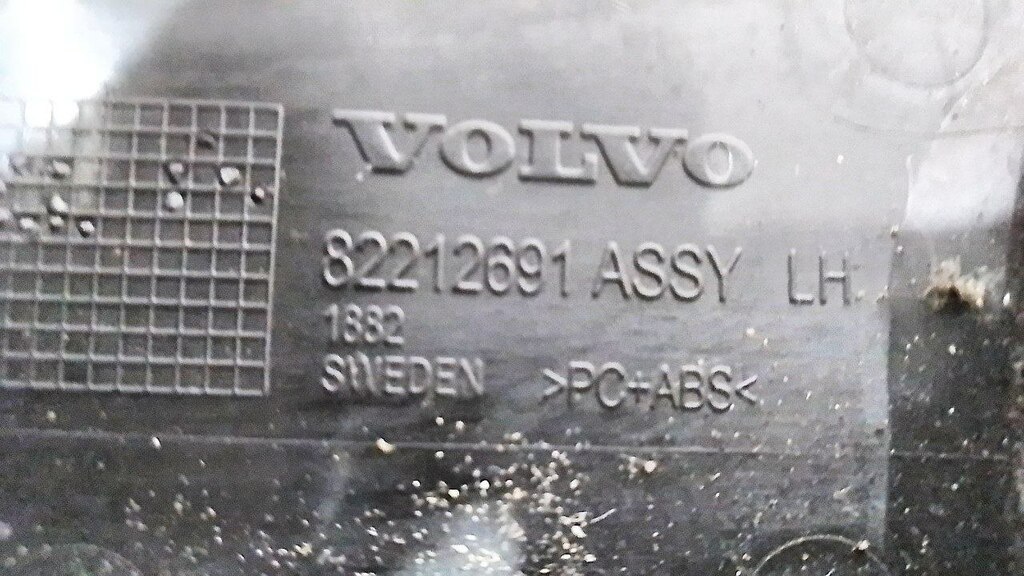 VOLVO
82212691 ASSY LH
1882
SWEDEN >PC+ABS<